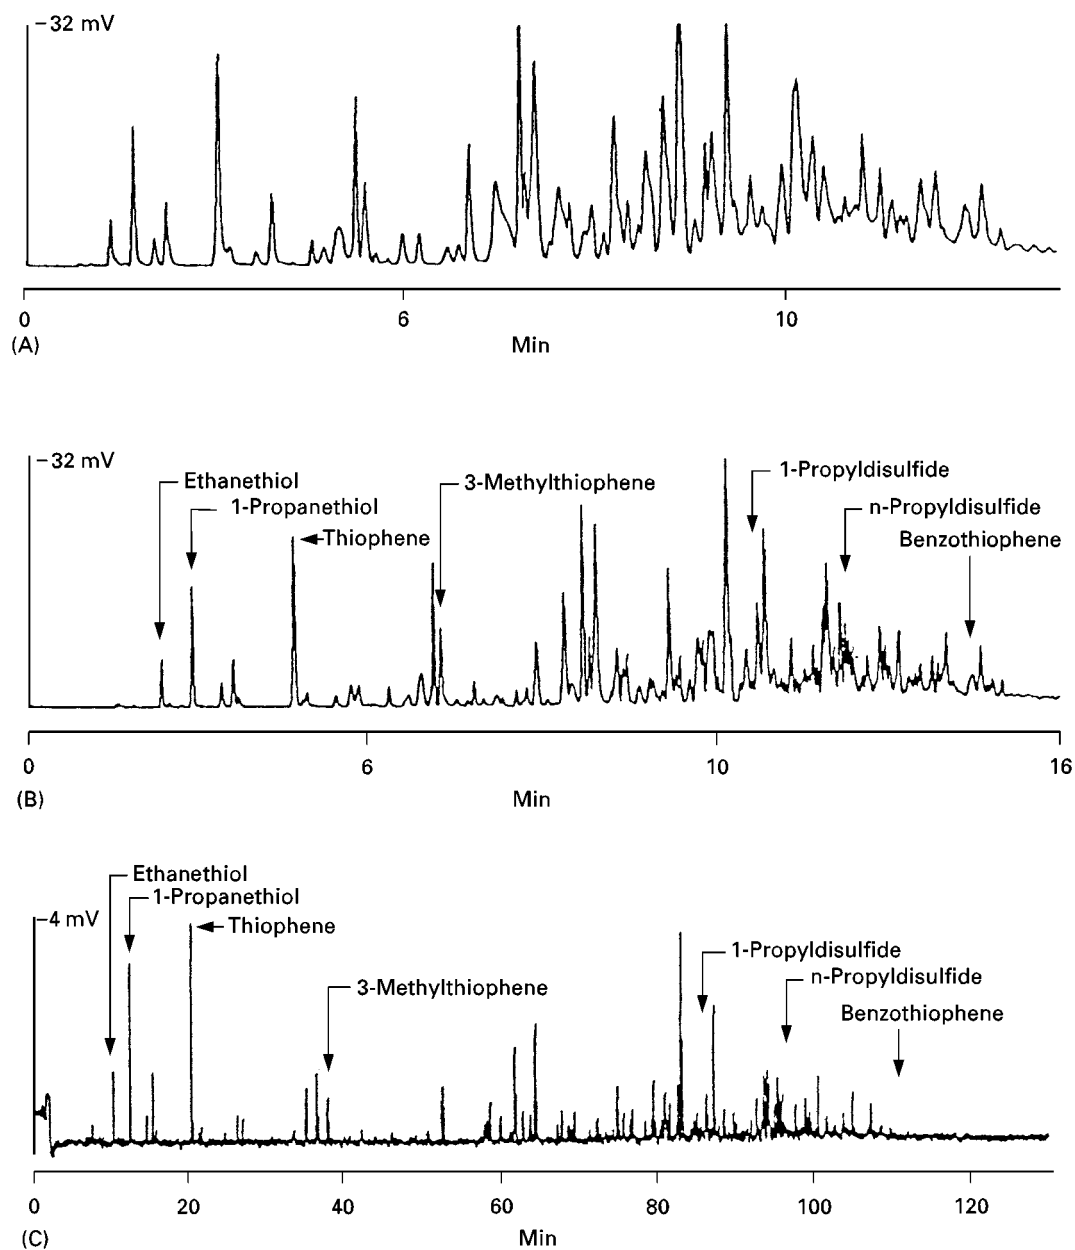 −32 mV
0 6 10
(A) Min
−32 mV
Ethanethiol
1-Propanethiol
Thiophene
3-Methylthiophene
1-Propyldisulfide
n-Propyldisulfide
Benzothiophene
0 6 10 16
(B) Min
Ethanethiol
1-Propanethiol
−4 mV
Thiophene
3-Methylthiophene
1-Propyldisulfide
n-Propyldisulfide
Benzothiophene
0 20 40 60 80 100 120
(C) Min